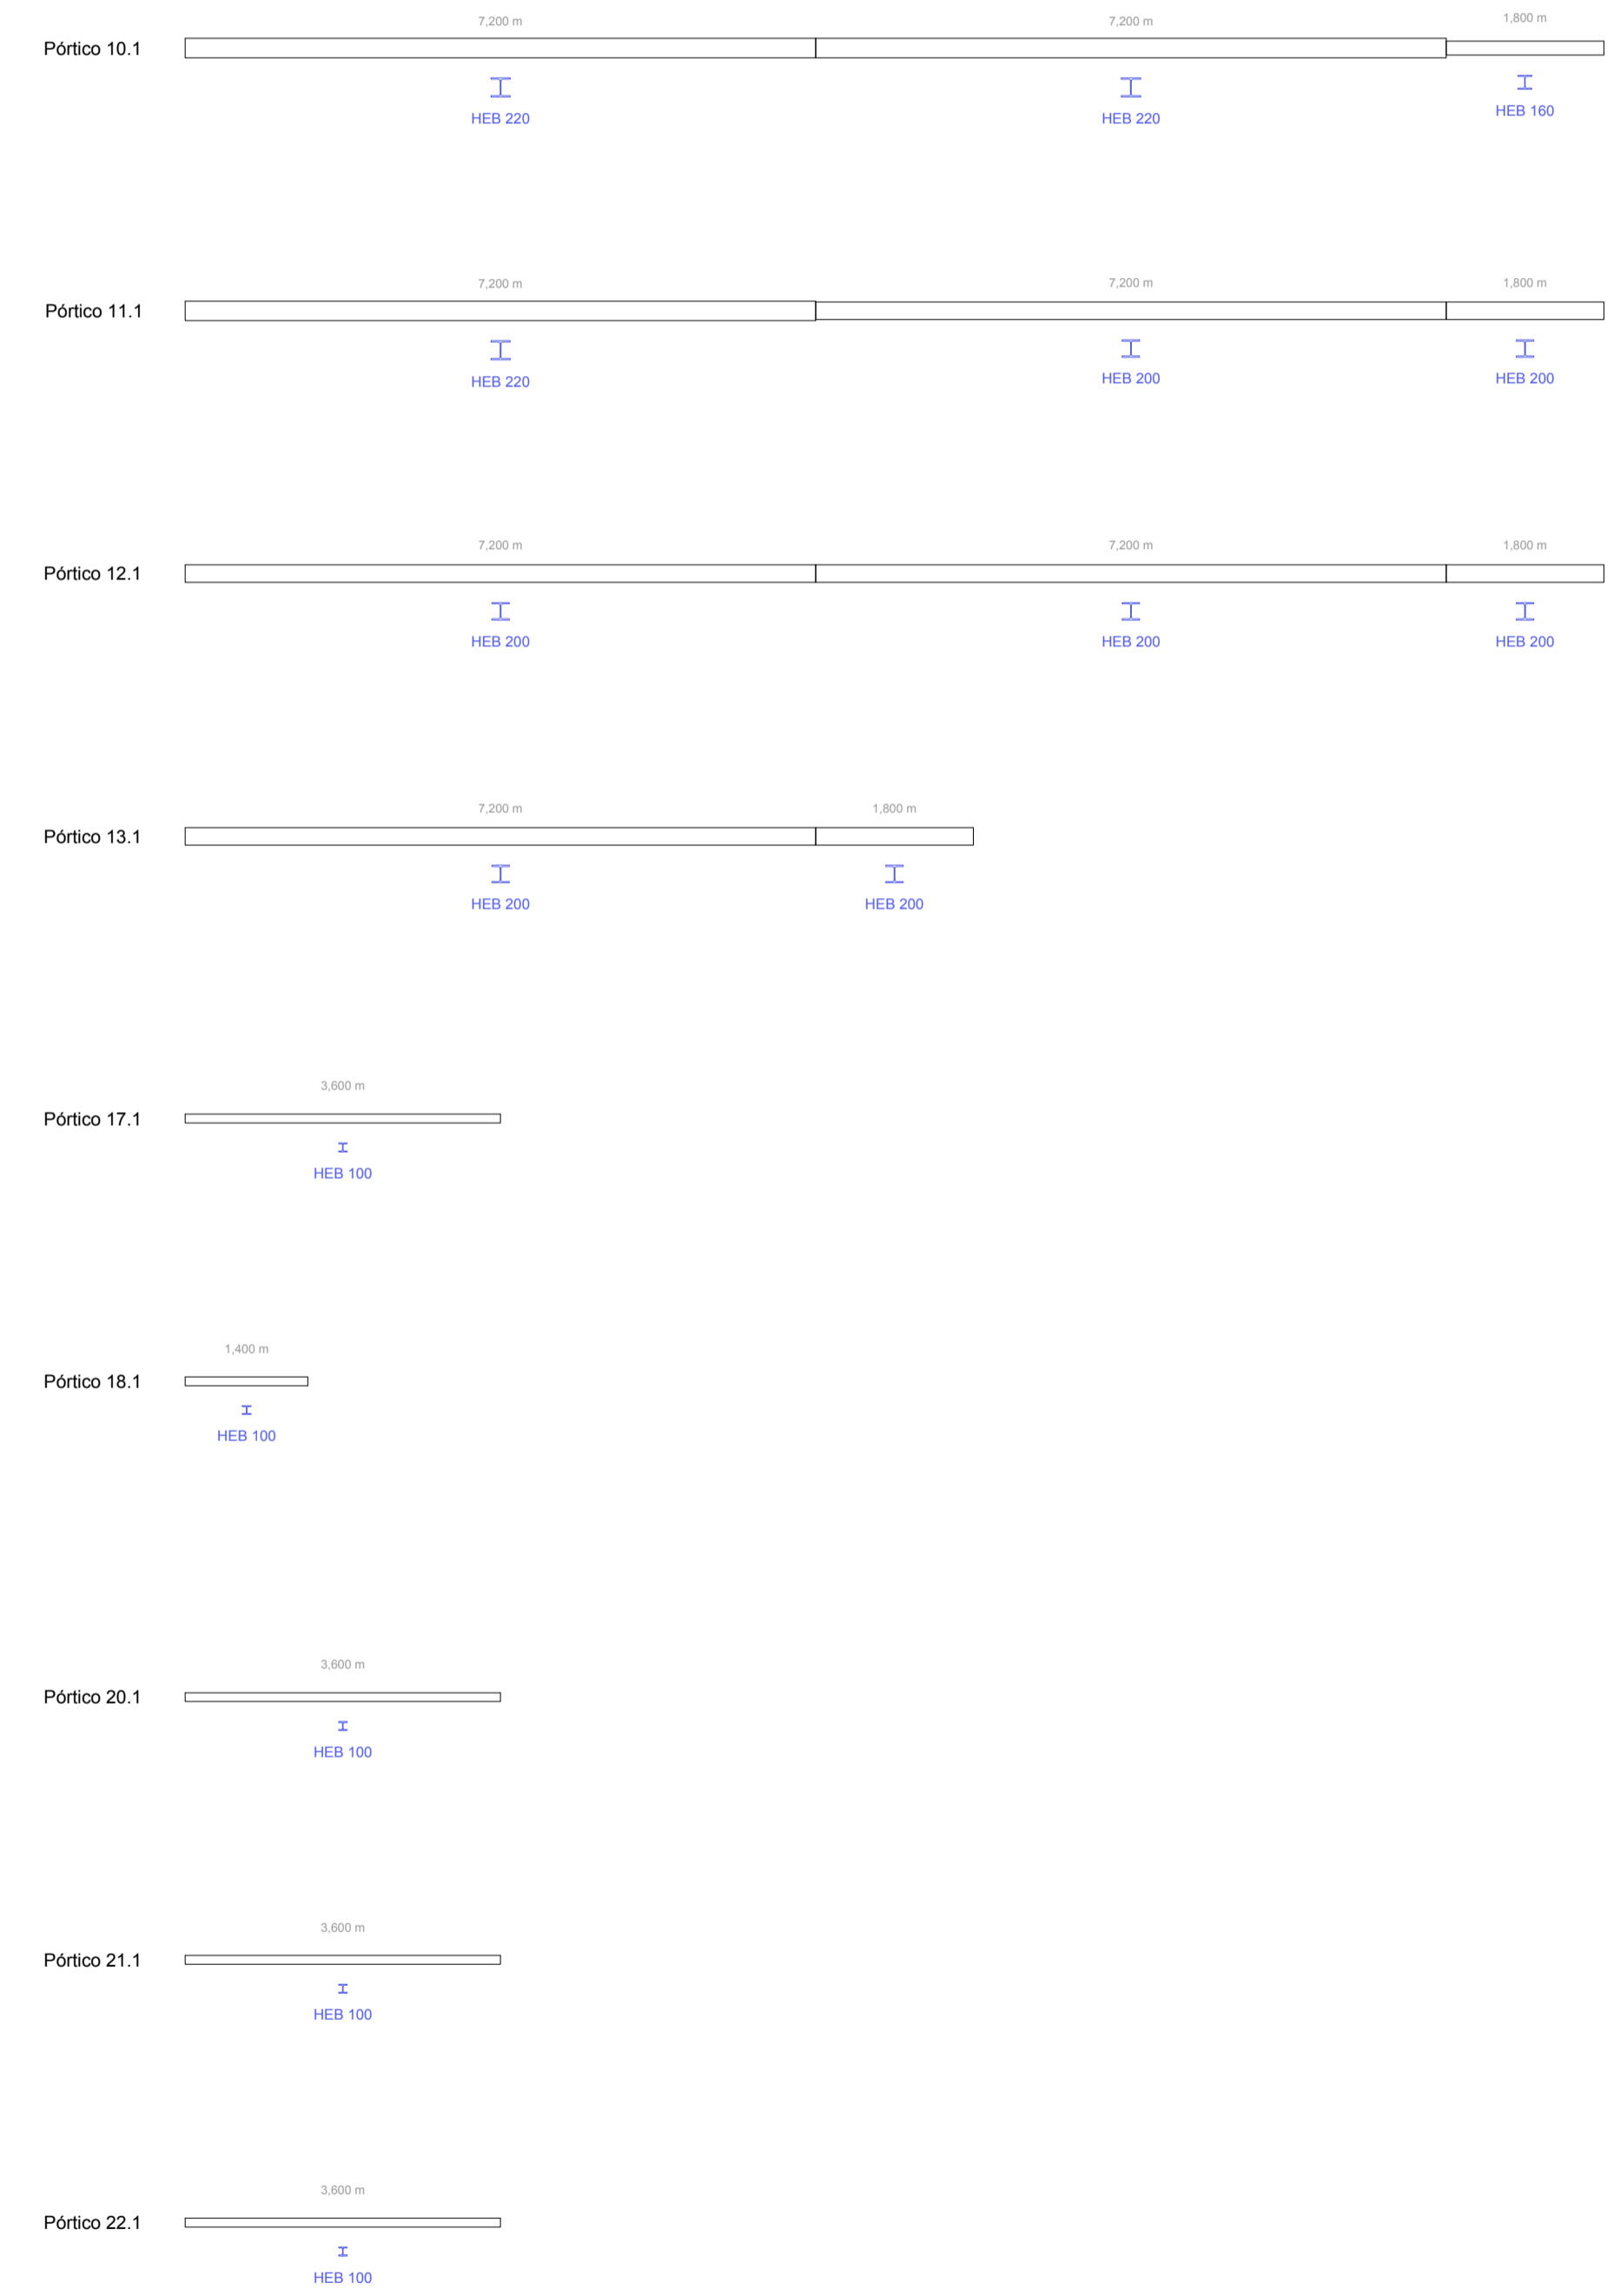 7,200 m 7,200 m 1,800 m
Pórtico 10.1
HEB 220 HEB 220 HEB 160
7,200 m 7,200 m 1,800 m
Pórtico 11.1
HEB 220 HEB 200 HEB 200
7,200 m 7,200 m 1,800 m
Pórtico 12.1
HEB 200 HEB 200 HEB 200
7,200 m 1,800 m
Pórtico 13.1
HEB 200 HEB 200
3,600 m
Pórtico 17.1
HEB 100
1,400 m
Pórtico 18.1
HEB 100
3,600 m
Pórtico 20.1
HEB 100
3,600 m
Pórtico 21.1
HEB 100
3,600 m
Pórtico 22.1
HEB 100